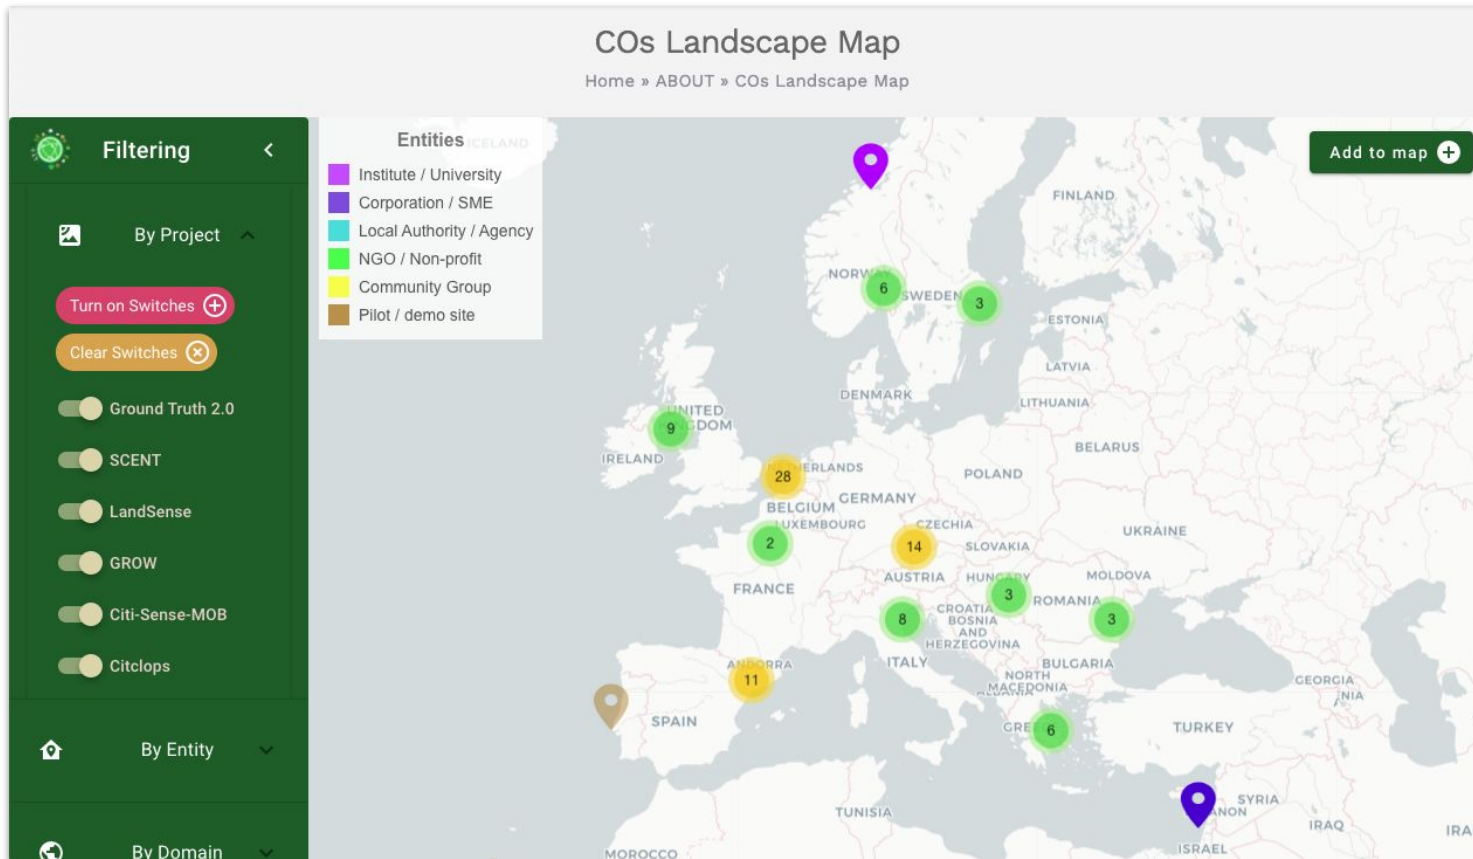 COs Landscape Map
Home » ABOUT » COs Landscape Map
Filtering
By Project
Turn on Switches
Clear Switches
Ground Truth 2.0
SCENT
LandSense
GROW
Citi-Sense-MOB
Citclops
By Entity
By Domain
Entities
Institute / University
Corporation / SME
Local Authority / Agency
NGO / Non-profit
Community Group
Pilot / demo site
Add to map
ICELAND
FINLAND
NORWAY
6
SWEDEN
3
ESTONIA
LATVIA
DENMARK
LITHUANIA
UNITED
9
IRELAND
BELARUS
28
POLAND
GERMANY
BELGIUM
LUXEMBOURG
CZECHIA
UKRAINE
2
14
SLOVAKIA
FRANCE
AUSTRIA
HUNGARY
MOLDOVA
3
ROMANIA
8
CROATIA
BOSNIA
AND
HERZEGOVINA
3
ITALY
BULGARIA
ANDORRA
11
NORTH
MACEDONIA
GEORGIA
SPAIN
6
TURKEY
TUNISIA
SYRIA
IRAQ
ISRAEL
MOROCCO